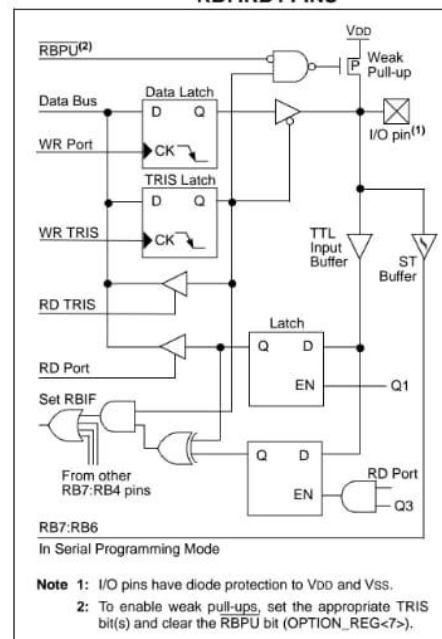 RBPU(2)
VDD
P
Weak
Pull-up
Data Bus
Data Latch
D Q
I/O pin(1)
WR Port
CK
TRIS Latch
D Q
WR TRIS
CK
TTL
Input
Buffer
ST
Buffer
RD TRIS
Latch
Q D
RD Port
EN
Q1
Set RBIF
Q D
From other
RB7:RB4 pins
RD Port
EN
Q3
RB7:RB6
In Serial Programming Mode
Note 1: I/O pins have diode protection to VDD and VSS.
2: To enable weak pull-ups, set the appropriate TRIS
bit(s) and clear the RBPU bit (OPTION_REG<7>).